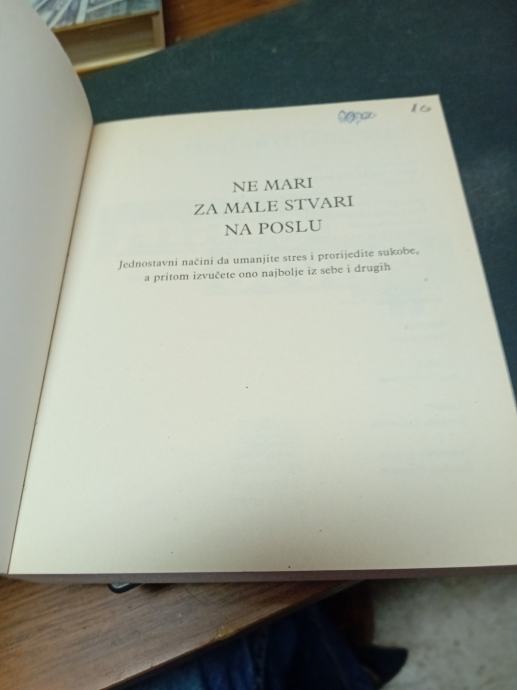 10
NE MARI
ZA MALE STVARI
NA POSLU
Jednostavni načini da umanjite stres i prorijedite sukobe,
a pritom izvučete ono najbolje iz sebe i drugih